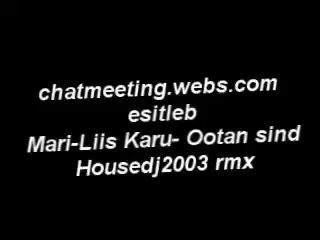 chatmeeting.webs.com
esitleb
Mari-Liis Karu- Ootan sind
Housedj2003 rmx